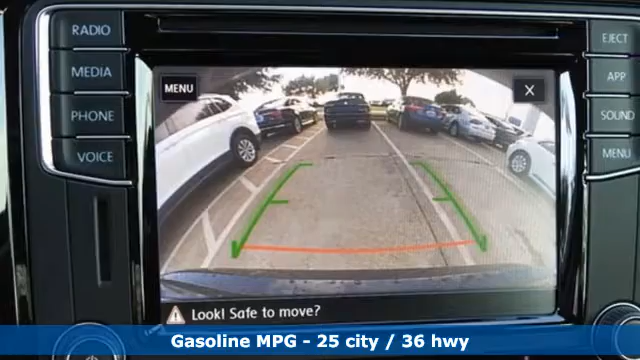 RADIO
MEDIA
PHONE
VOICE
MENU
X
EJECT
APP
SOUND
MENU
Look! Safe to move?
Gasoline MPG - 25 city / 36 hwy